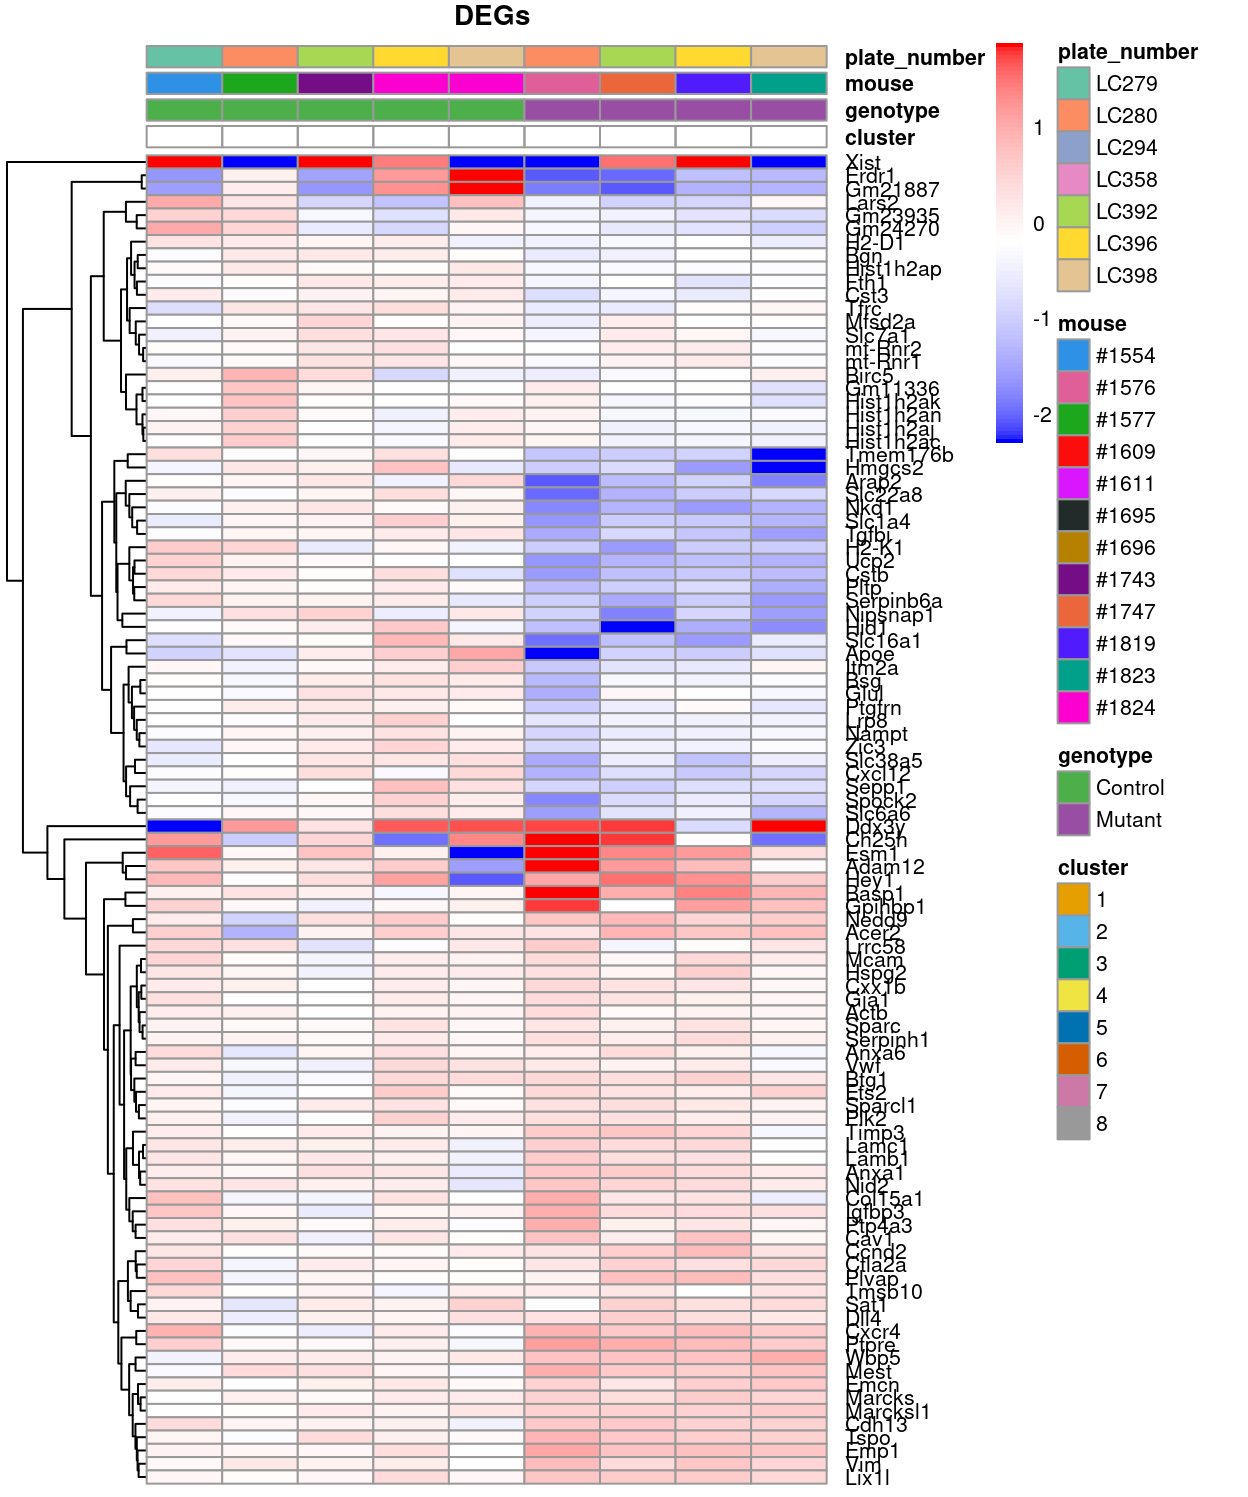 DEGs
plate_number
mouse
genotype
cluster
Xist
Erdr1
Gm21887
Lars2
Gm23935
Gm24270
H2-D1
Bgn
Hist1h2ap
Fth1
Cst3
Tfrc
Mfsd2a
Slc7a1
mt-Rnr2
mt-Rnr1
Birc5
Gm11336
Hist1h2ak
Hist1h2an
Hist1h2ai
Hist1h2ac
Tmem176b
Hmgcs2
Arap2
Slc22a8
Nkd1
Slc1a4
Tgfbi
H2-K1
Ucp2
Cstb
Pltp
Serpinb6a
Nipsnap1
Hid1
Slc16a1
Apoe
Itm2a
Bsg
Glul
Ptgfrn
Lrp8
Nampt
Zic3
Slc38a5
Cxcl12
Sepp1
Spock2
Slc6a6
Ddx3y
Ch25h
Esm1
Adam12
Hey1
Basp1
Gpihbp1
Nedd9
Acer2
Lrrc58
Mcam
Hspg2
Cxx1b
Gja1
Actb
Sparc
Serpinh1
Anxa6
Vwf
Btg1
Ets2
Sparcl1
Plk2
Timp3
Lamc1
Lamb1
Anxa1
Nid2
Col15a1
Igfbp3
Ptp4a3
Cav1
Ccnd2
Ctla2a
Plvap
Tmsb10
Sat1
Dll4
Cxcr4
Ptpre
Wbp5
Mest
Emcn
Marcks
Marcksl1
Cdh13
Tspo
Emp1
Vim
Lix1l
1
0
-1
-2
plate_number
LC279
LC280
LC294
LC358
LC392
LC396
LC398
mouse
#1554
#1576
#1577
#1609
#1611
#1695
#1696
#1743
#1747
#1819
#1823
#1824
genotype
Control
Mutant
cluster
1
2
3
4
5
6
7
8